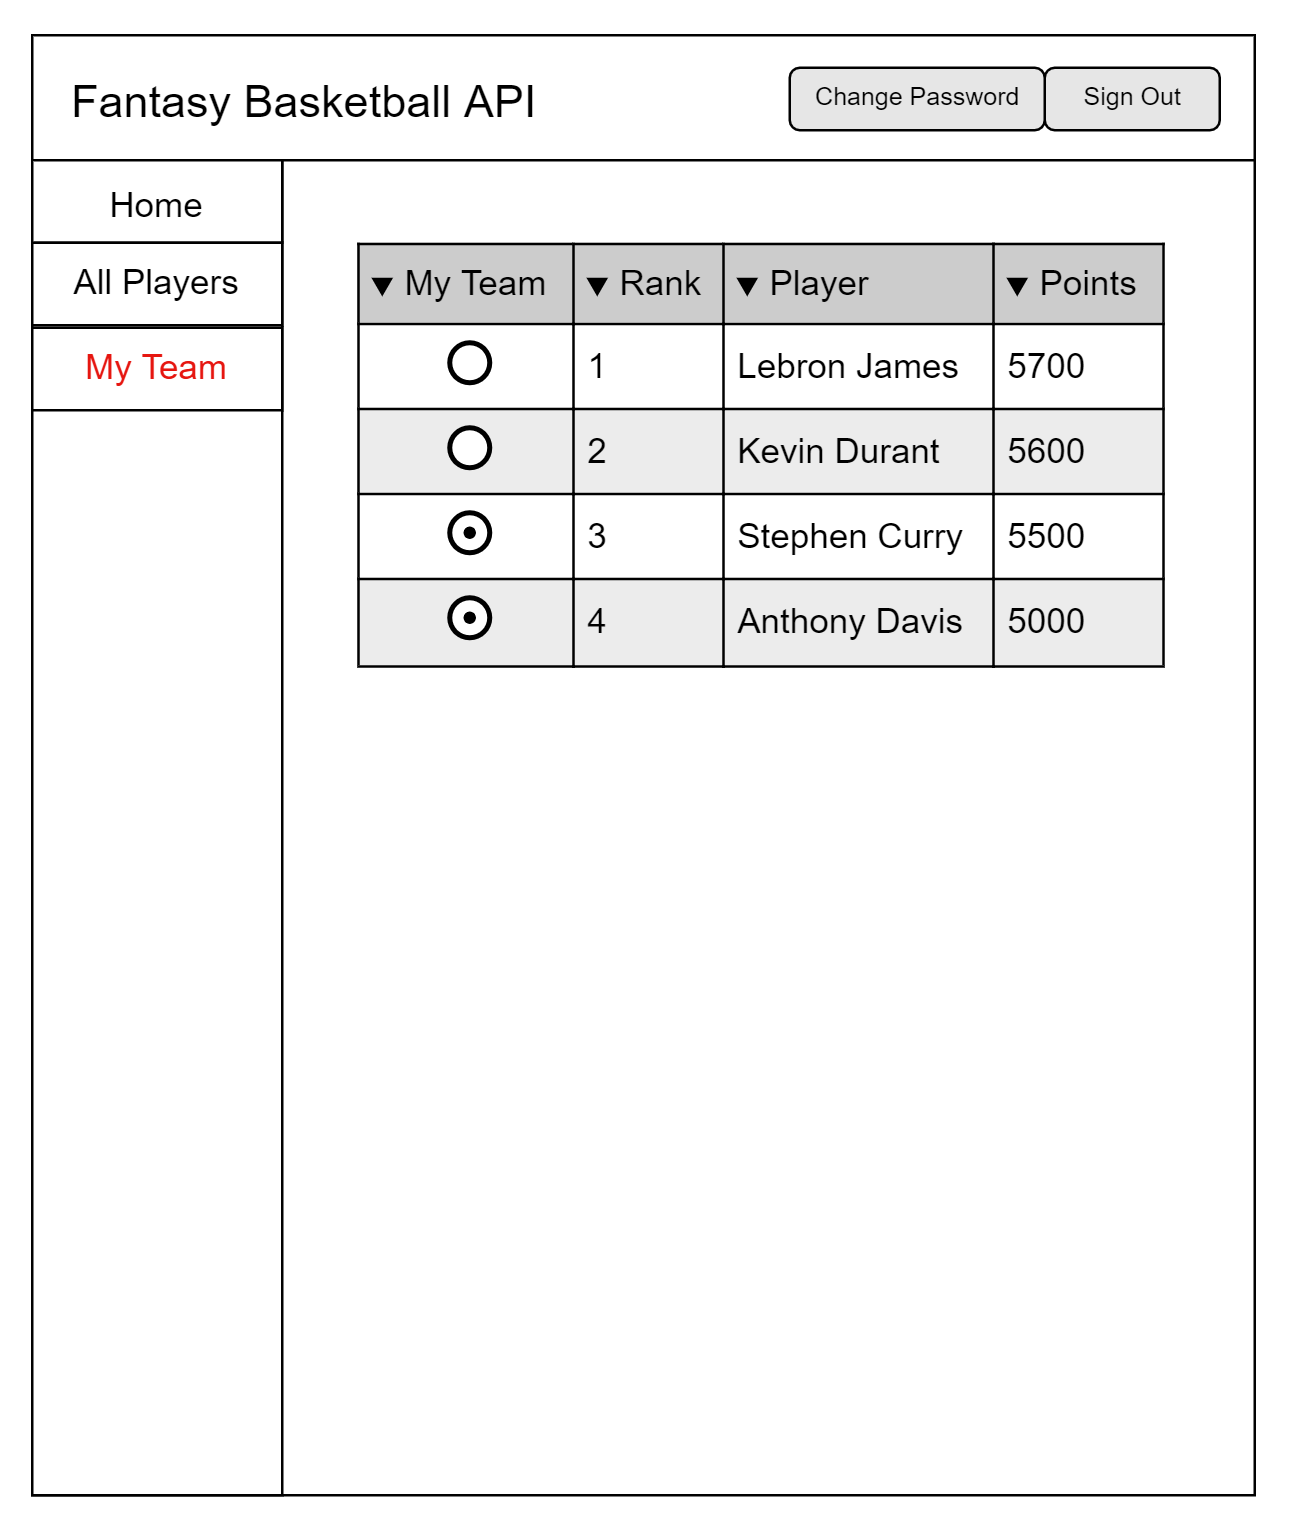 Fantasy Basketball API
Change Password Sign Out
Home
All Players
My Team
My Team Rank Player Points
1 Lebron James 5700
2 Kevin Durant 5600
3 Stephen Curry 5500
4 Anthony Davis 5000